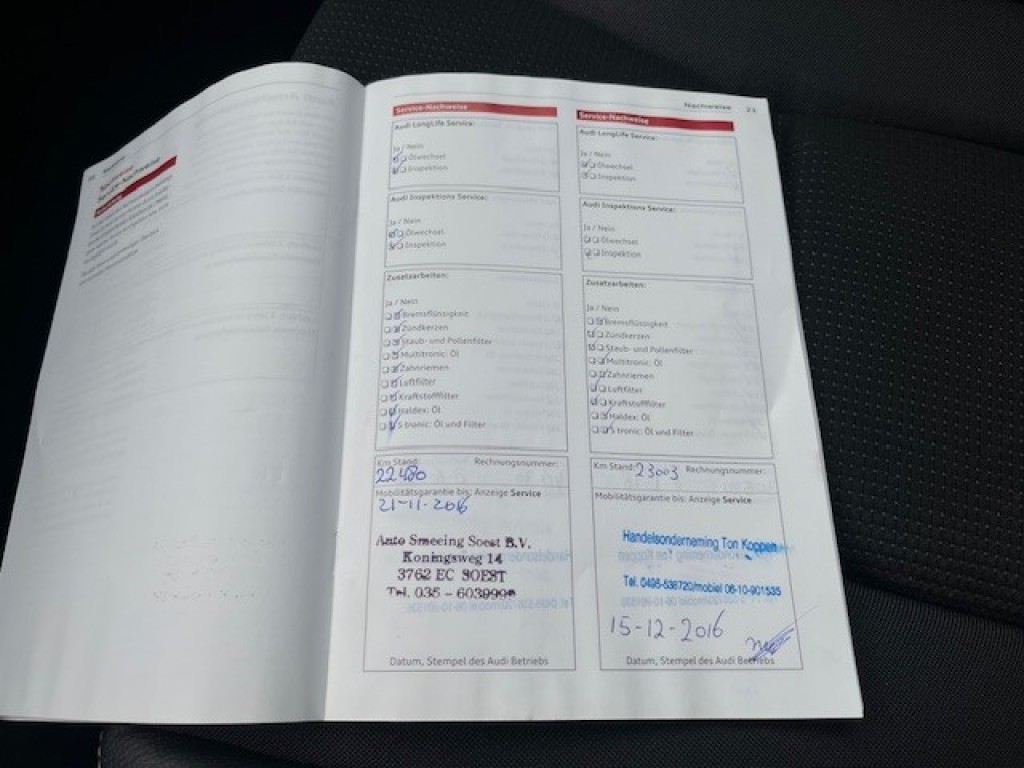 Nachweise 21
Service-Nachweise
Audi LongLife Service:
Ja / Nein
Ölwechsel
Inspektion
Audi Inspektions Service:
Ja / Nein
Ölwechsel
Inspektion
Zusatzarbeiten:
Ja / Nein
Bremsflüssigkeit
Zündkerzen
Staub- und Pollenfilter
Multitronic: Öl
Zahnriemen
Luftfilter
Kraftstofffilter
Haldex: Öl
S tronic: Öl und Filter
Km Stand: Rechnungsnummer:
22480
Mobilitätsgarantie bis: Anzeige Service
21-11-2016
Auto Smeeing Soest B.V.
Koningsweg 14
3762 EC SOEST
Tel. 035 - 603999
Datum, Stempel des Audi Betriebs
Service-Nachweise
Audi LongLife Service:
Ja / Nein
Ölwechsel
Inspektion
Audi Inspektions Service:
Ja / Nein
Ölwechsel
Inspektion
Zusatzarbeiten:
Ja / Nein
Bremsflüssigkeit
Zündkerzen
Staub- und Pollenfilter
Multitronic: Öl
Zahnriemen
Luftfilter
Kraftstofffilter
Haldex: Öl
S tronic: Öl und Filter
Km Stand: 23003 Rechnungsnummer:
Mobilitätsgarantie bis: Anzeige Service
Handelsonderneming Ton Koppen
Tel. 0495-536720/mobiel 06-10-901535
15-12-2016
Datum, Stempel des Audi Betriebs